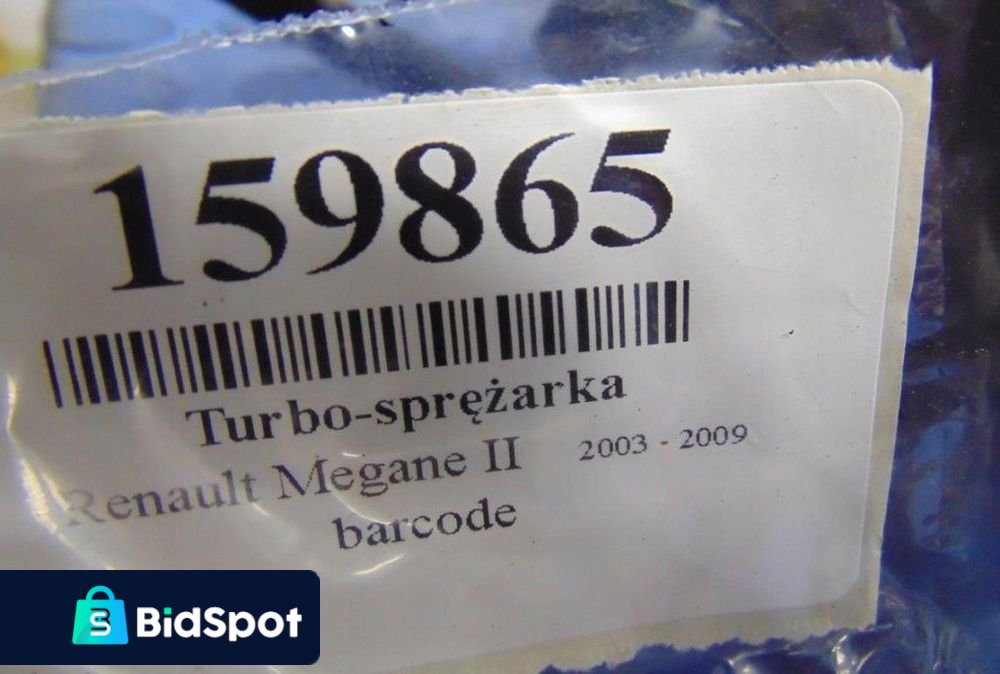 159865
Turbo-sprężarka
Renault Megane II 2003 - 2009
barcode
BidSpot